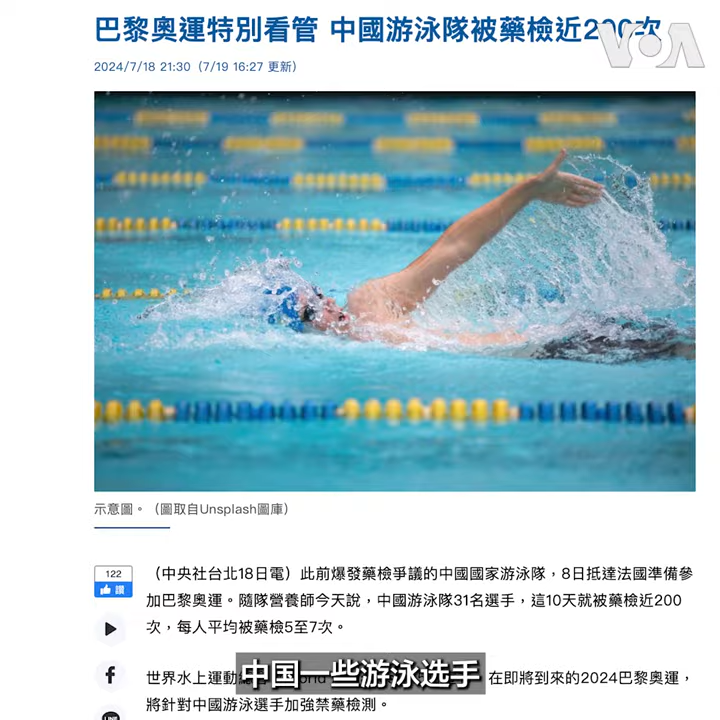 巴黎奧運特別看管 中國游泳隊被藥檢近200次
VOA
2024/7/18 21:30（7/19 16:27 更新）
示意圖。（圖取自Unsplash圖庫）
122
讚
（中央社台北18日電）此前爆發藥檢爭議的中國國家游泳隊，8日抵達法國準備參
加巴黎奧運。隨隊營養師今天說，中國游泳隊31名選手，這10天就被藥檢近200
次，每人平均被藥檢5至7次。
世界水上運動
在即將到來的2024巴黎奧運，
中国一些游泳选手
將針對中國游泳選手加強禁藥檢測。